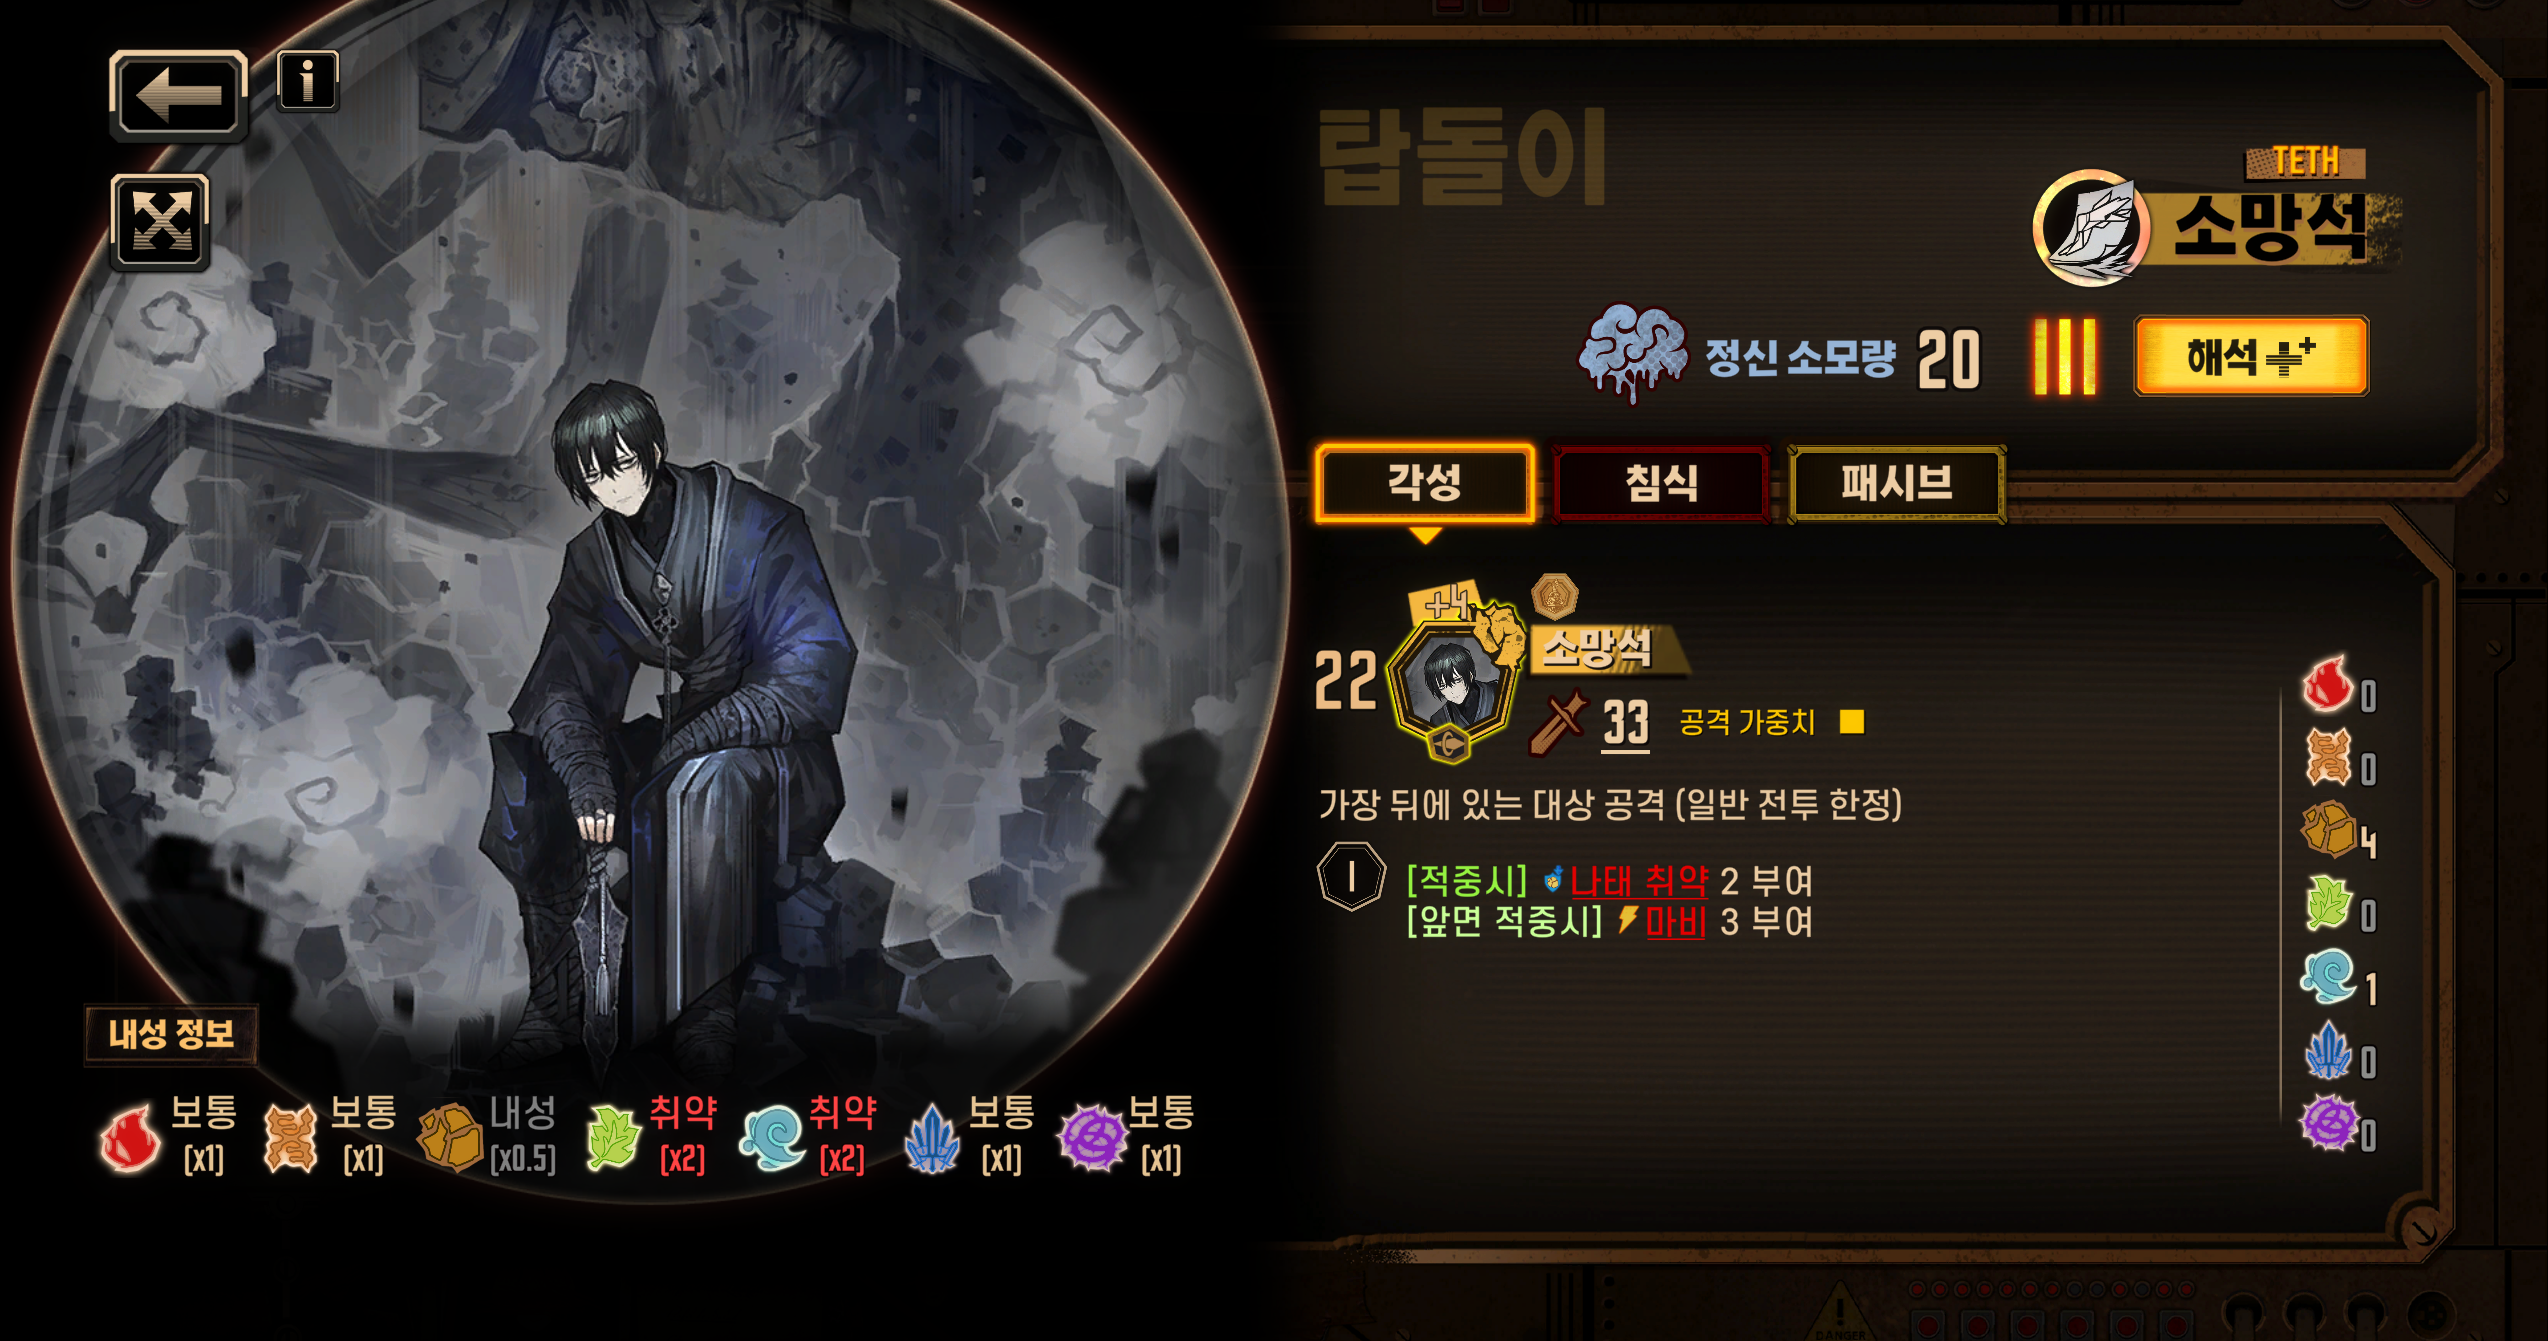 탑돌이
TETH
소망석
정신 소모량 20
해석
각성 침식 패시브
+4
22
소망석
33 공격 가중치
가장 뒤에 있는 대상 공격 (일반 전투 한정)
I
[적중시] 나태 취약 2 부여
[앞면 적중시] 마비 3 부여
0
0
4
0
1
0
0
내성 정보
보통 보통 내성 취약 취약 보통 보통
[x1] [x1] [x0.5] [x2] [x2] [x1] [x1]
DANGER